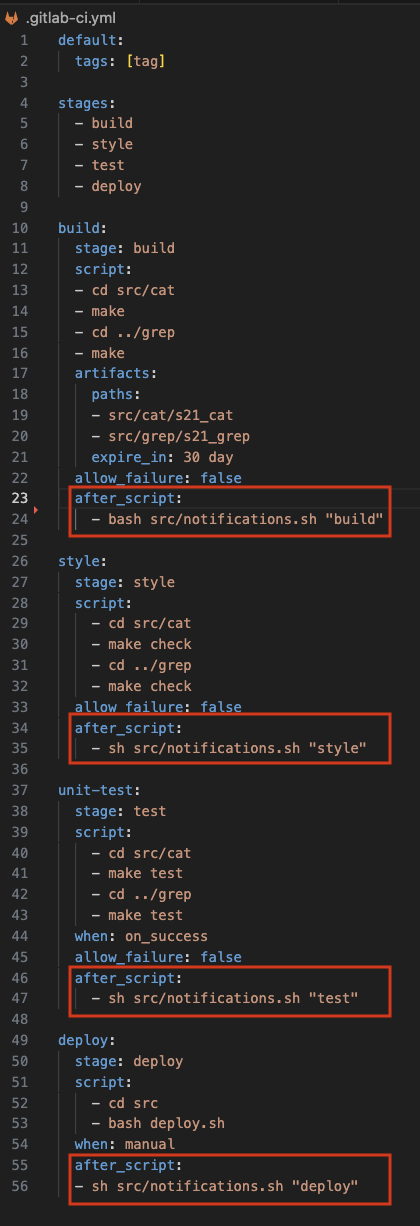 .gitlab-ci.yml
1 default:
2   tags: [tag]
3
4 stages:
5   - build
6   - style
7   - test
8   - deploy
9
10 build:
11   stage: build
12   script:
13   - cd src/cat
14   - make
15   - cd ../grep
16   - make
17   artifacts:
18     paths:
19     - src/cat/s21_cat
20     - src/grep/s21_grep
21     expire_in: 30 day
22   allow_failure: false
23   after_script:
24     - bash src/notifications.sh "build"
25
26 style:
27   stage: style
28   script:
29     - cd src/cat
30     - make check
31     - cd ../grep
32     - make check
33   allow_failure: false
34   after_script:
35     - sh src/notifications.sh "style"
36
37 unit-test:
38   stage: test
39   script:
40     - cd src/cat
41     - make test
42     - cd ../grep
43     - make test
44   when: on_success
45   allow_failure: false
46   after_script:
47     - sh src/notifications.sh "test"
48
49 deploy:
50   stage: deploy
51   script:
52     - cd src
53     - bash deploy.sh
54   when: manual
55   after_script:
56   - sh src/notifications.sh "deploy"